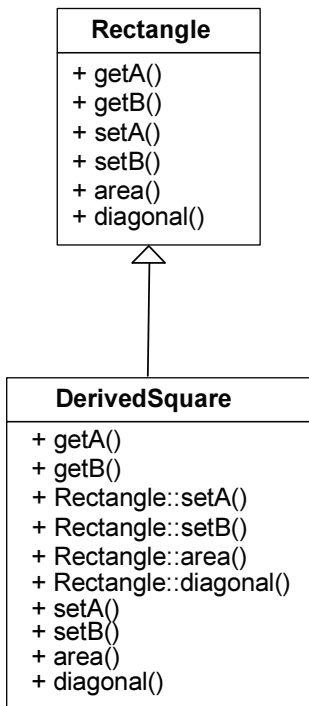 Rectangle
+ getA()
+ getB()
+ setA()
+ setB()
+ area()
+ diagonal()
DerivedSquare
+ getA()
+ getB()
+ Rectangle::setA()
+ Rectangle::setB()
+ Rectangle::area()
+ Rectangle::diagonal()
+ setA()
+ setB()
+ area()
+ diagonal()